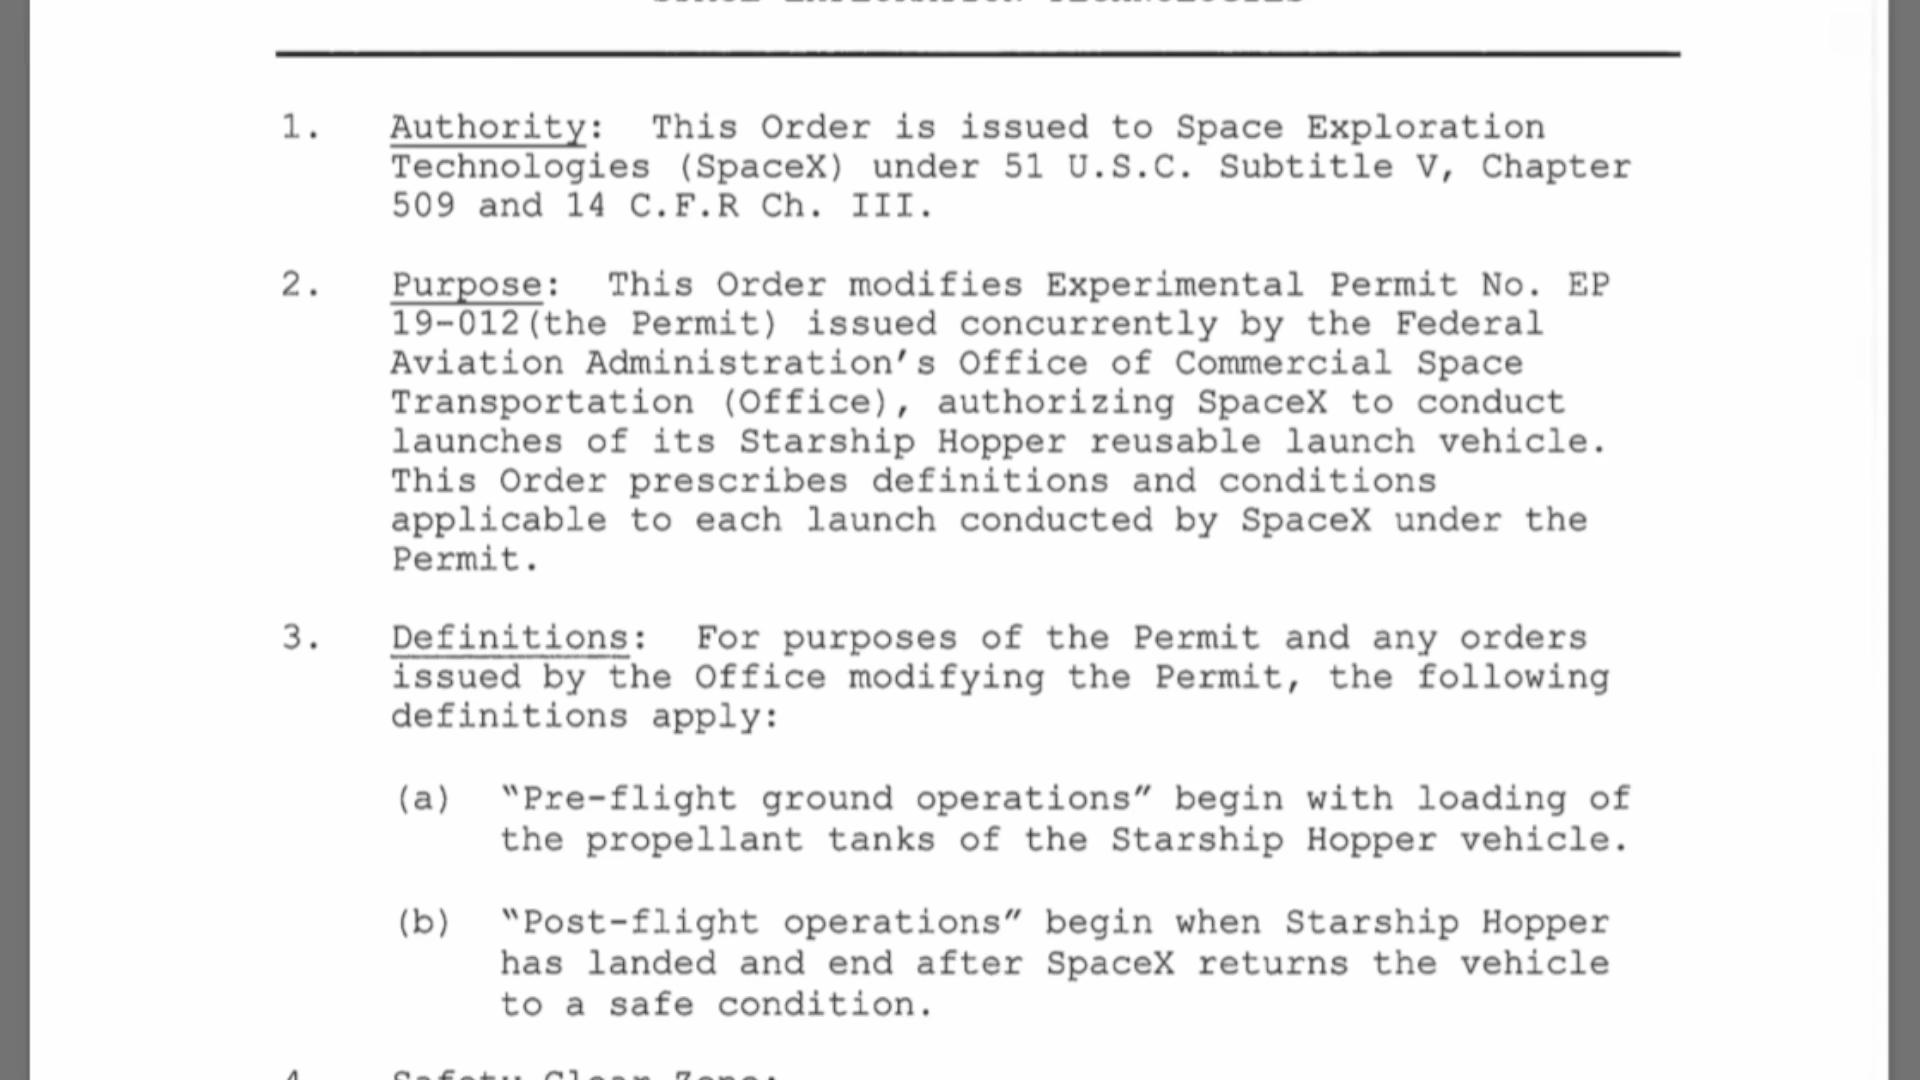 1. Authority: This Order is issued to Space Exploration
Technologies (SpaceX) under 51 U.S.C. Subtitle V, Chapter
509 and 14 C.F.R Ch. III.
2. Purpose: This Order modifies Experimental Permit No. EP
19-012(the Permit) issued concurrently by the Federal
Aviation Administration's Office of Commercial Space
Transportation (Office), authorizing SpaceX to conduct
launches of its Starship Hopper reusable launch vehicle.
This Order prescribes definitions and conditions
applicable to each launch conducted by SpaceX under the
Permit.
3. Definitions: For purposes of the Permit and any orders
issued by the Office modifying the Permit, the following
definitions apply:
(a) "Pre-flight ground operations" begin with loading of
the propellant tanks of the Starship Hopper vehicle.
(b) "Post-flight operations" begin when Starship Hopper
has landed and end after SpaceX returns the vehicle
to a safe condition.
4. Safety Clear Zone: